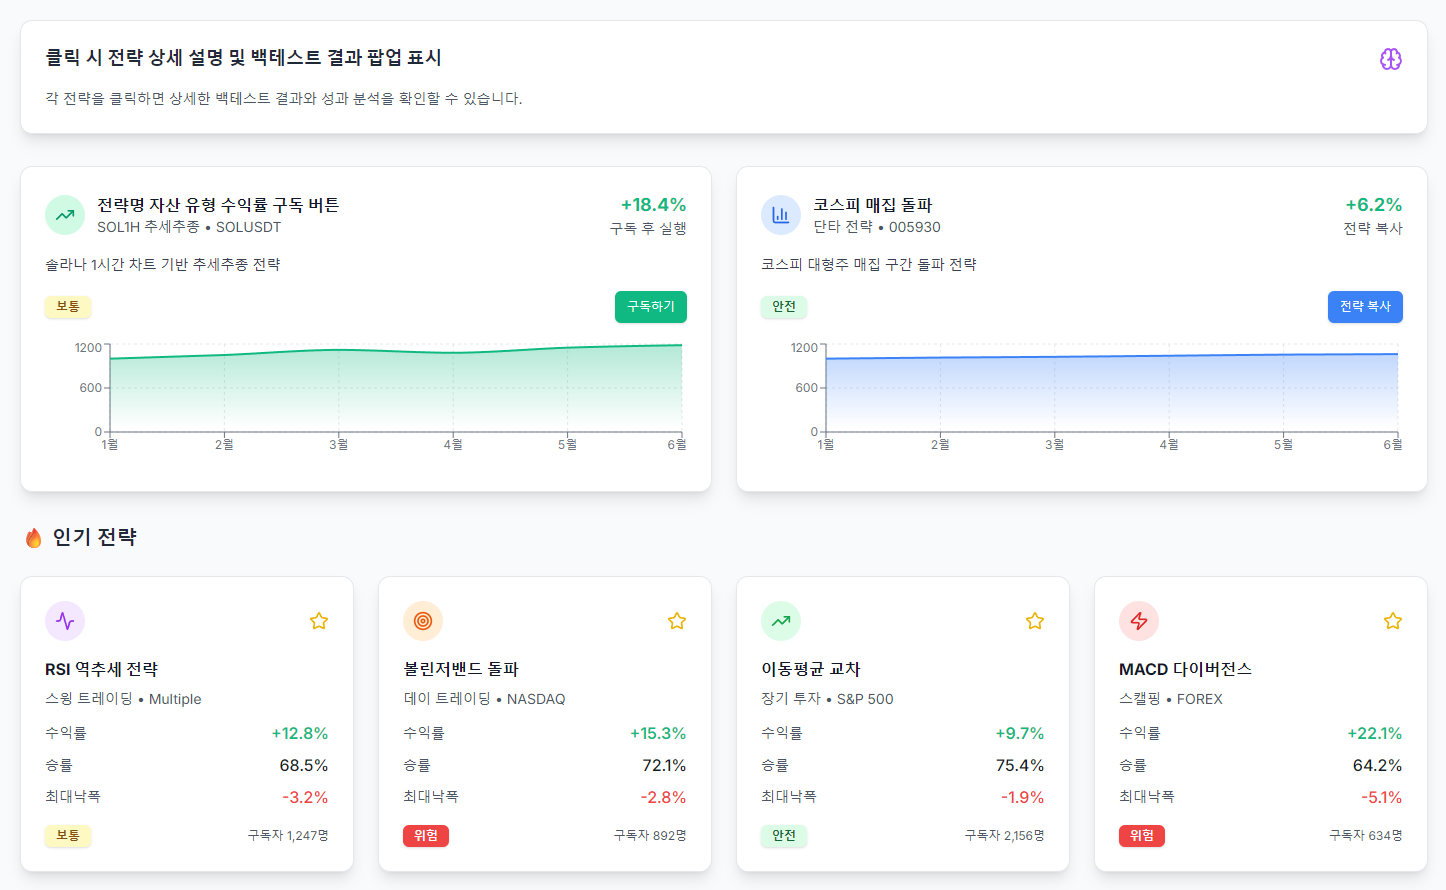 클릭 시 전략 상세 설명 및 백테스트 결과 팝업 표시
각 전략을 클릭하면 상세한 백테스트 결과와 성과 분석을 확인할 수 있습니다.
전략명 자산 유형 수익률 구독 버튼
SOL1H 추세추종 • SOLUSDT
+18.4%
구독 후 실행
솔라나 1시간 차트 기반 추세추종 전략
보통
구독하기
1200
600
0
1월 2월 3월 4월 5월 6월
코스피 매집 돌파
단타 전략 • 005930
+6.2%
전략 복사
코스피 대형주 매집 구간 돌파 전략
안전
전략 복사
1200
600
0
1월 2월 3월 4월 5월 6월
🔥 인기 전략
RSI 역추세 전략
스윙 트레이딩 • Multiple
수익률 +12.8%
승률 68.5%
최대낙폭 -3.2%
보통 구독자 1,247명
볼린저밴드 돌파
데이 트레이딩 • NASDAQ
수익률 +15.3%
승률 72.1%
최대낙폭 -2.8%
위험 구독자 892명
이동평균 교차
장기 투자 • S&P 500
수익률 +9.7%
승률 75.4%
최대낙폭 -1.9%
안전 구독자 2,156명
MACD 다이버전스
스캘핑 • FOREX
수익률 +22.1%
승률 64.2%
최대낙폭 -5.1%
위험 구독자 634명